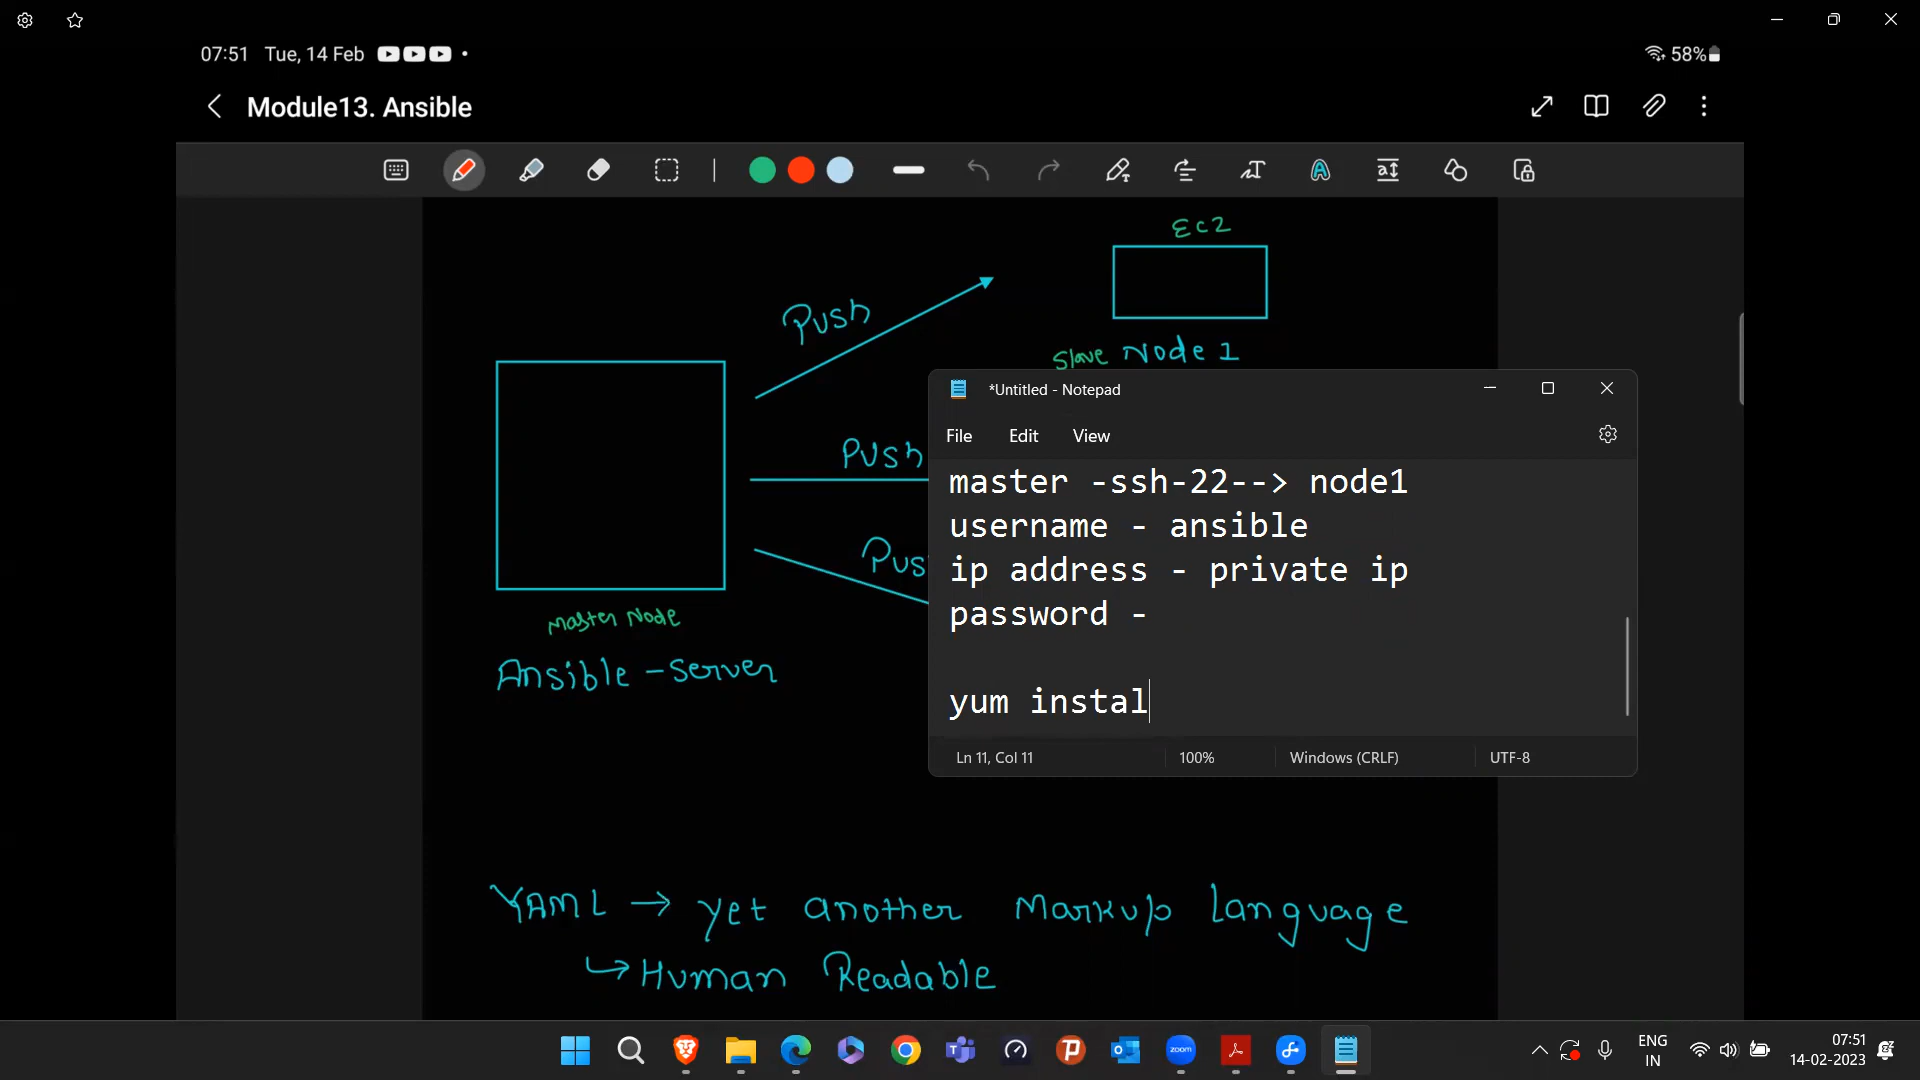 07:51 Tue, 14 Feb
58%
Module13. Ansible
EC2
Push
Slave Node 1
*Untitled - Notepad
File Edit View
Push
master -ssh-22--> node1
username - ansible
ip address - private ip
Pus
password -
Master Node
Ansible - Server
yum instal
Ln 11, Col 11 100% Windows (CRLF) UTF-8
YAML → yet another Markup Language
↳ Human Readable
zoom
ENG
IN
07:51
14-02-2023